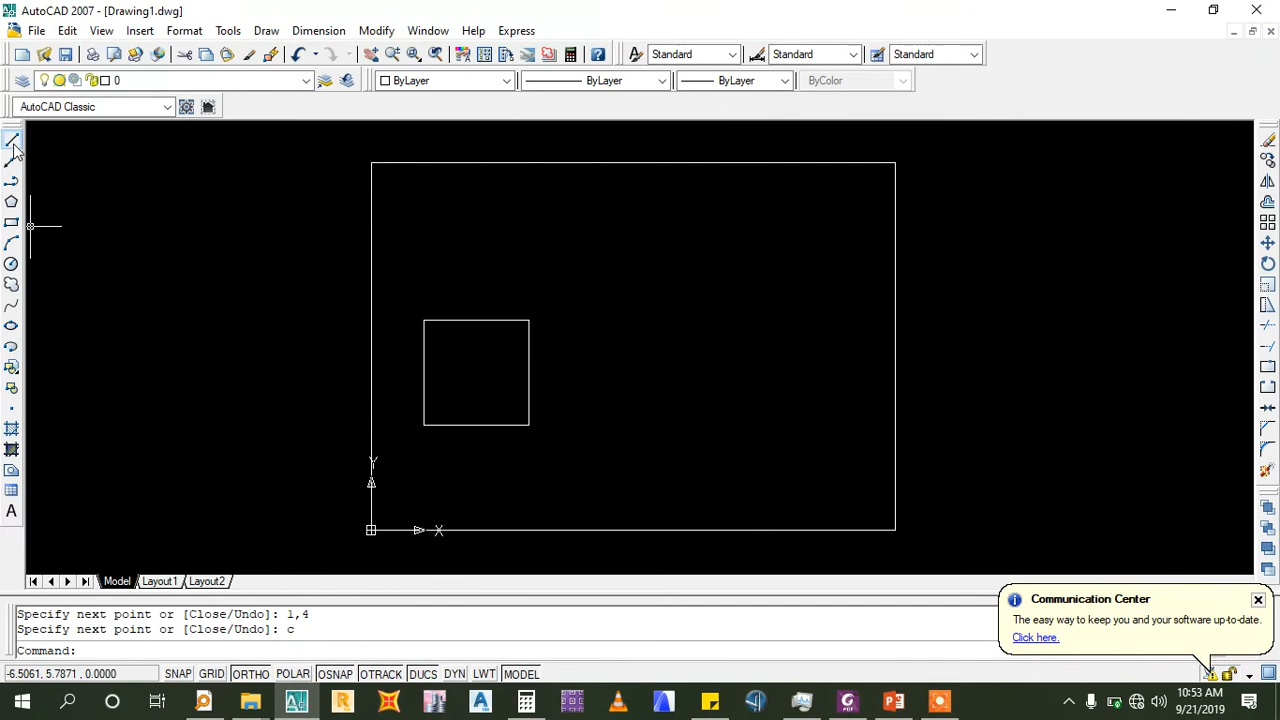 AutoCAD 2007 - [Drawing1.dwg]
File Edit View Insert Format Tools Draw Dimension Modify Window Help Express
Standard Standard Standard
0 ByLayer ByLayer ByLayer ByColor
AutoCAD Classic
A
Y
X
Model Layout1 Layout2
Specify next point or [Close/Undo]: 1,4
Specify next point or [Close/Undo]: c
Command:
Communication Center
The easy way to keep you and your software up-to-date.
Click here.
-6.5061, 5.7871, 0.0000 SNAP GRID ORTHO POLAR OSNAP OTRACK DUCS DYN LWT MODEL
10:53 AM
9/21/2019